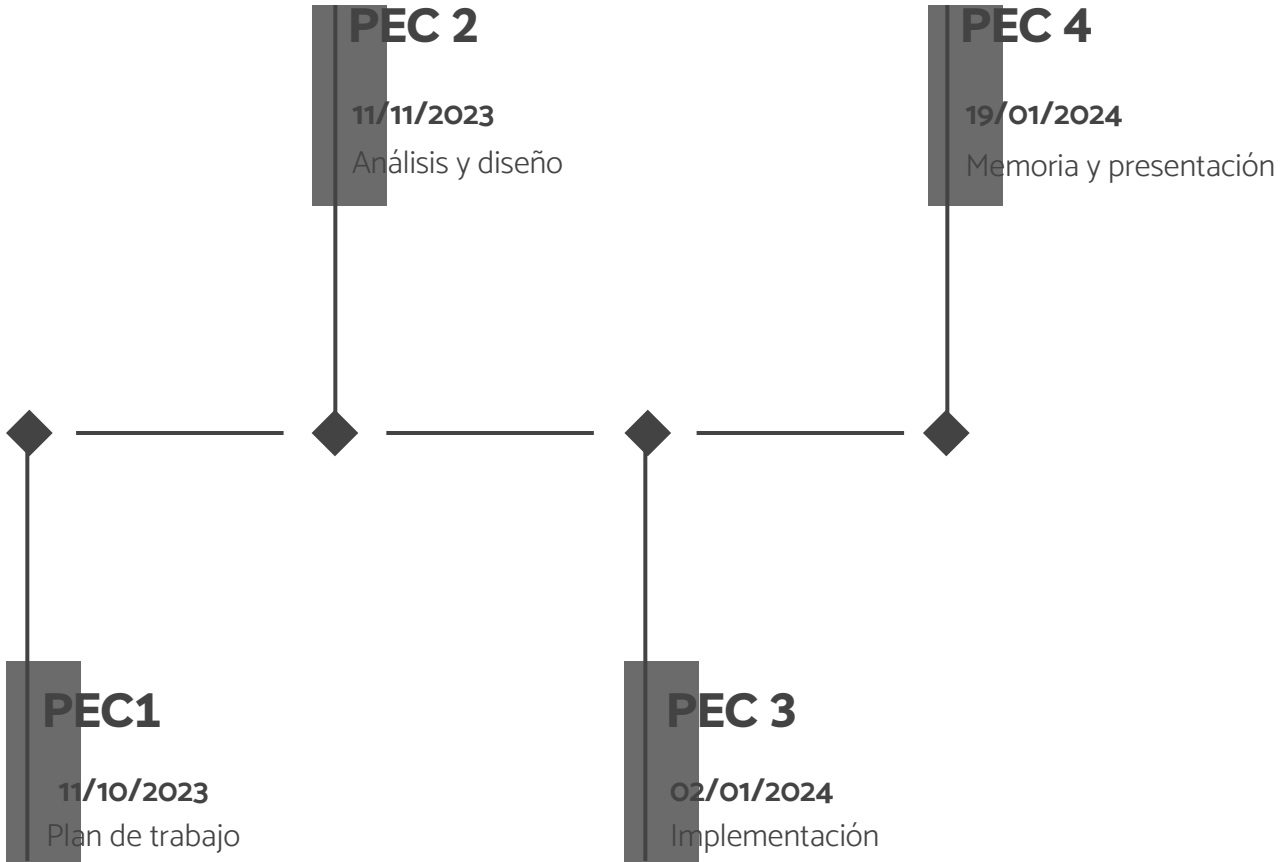 PEC 2
11/11/2023
Análisis y diseño
PEC 4
19/01/2024
Memoria y presentación
PEC1
11/10/2023
Plan de trabajo
PEC 3
02/01/2024
Implementación